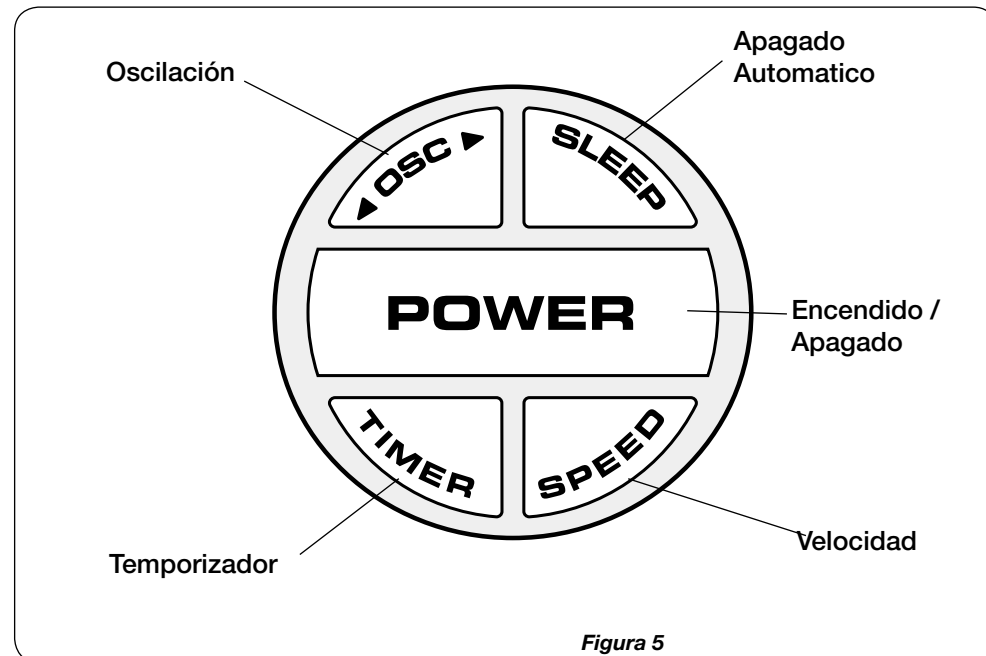 Apagado
Automatico
Oscilación
◄ OSC ►
SLEEP
POWER
Encendido /
Apagado
TIMER
SPEED
Velocidad
Temporizador
Figura 5